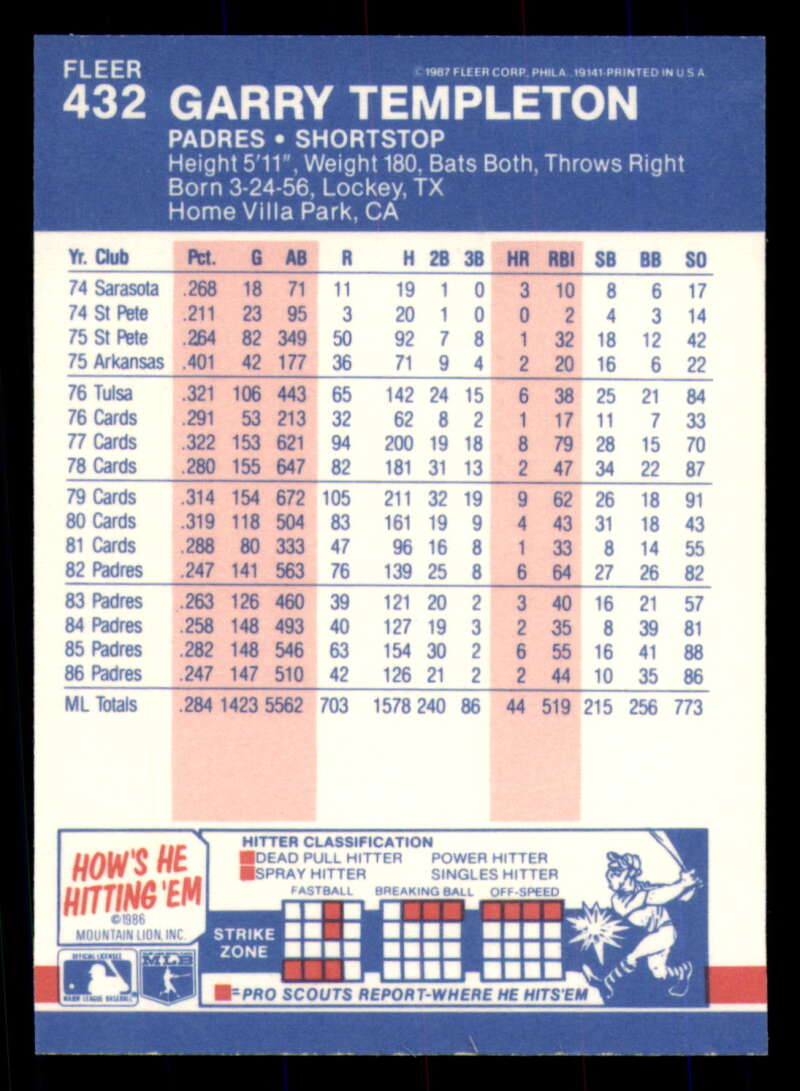 FLEER
©1987 FLEER CORP., PHILA., 19141-PRINTED IN U S A
432 GARRY TEMPLETON
PADRES • SHORTSTOP
Height 5'11", Weight 180, Bats Both, Throws Right
Born 3-24-56, Lockey, TX
Home Villa Park, CA
Yr. Club Pct. G AB R H 2B 3B HR RBI SB BB SO
74 Sarasota .268 18 71 11 19 1 0 3 10 8 6 17
74 St Pete .211 23 95 3 20 1 0 0 2 4 3 14
75 St Pete .264 82 349 50 92 7 8 1 32 18 12 42
75 Arkansas .401 42 177 36 71 9 4 2 20 16 6 22
76 Tulsa .321 106 443 65 142 24 15 6 38 25 21 84
76 Cards .291 53 213 32 62 8 2 1 17 11 7 33
77 Cards .322 153 621 94 200 19 18 8 79 28 15 70
78 Cards .280 155 647 82 181 31 13 2 47 34 22 87
79 Cards .314 154 672 105 211 32 19 9 62 26 18 91
80 Cards .319 118 504 83 161 19 9 4 43 31 18 43
81 Cards .288 80 333 47 96 16 8 1 33 8 14 55
82 Padres .247 141 563 76 139 25 8 6 64 27 26 82
83 Padres .263 126 460 39 121 20 2 3 40 16 21 57
84 Padres .258 148 493 40 127 19 3 2 35 8 39 81
85 Padres .282 148 546 63 154 30 2 6 55 16 41 88
86 Padres .247 147 510 42 126 21 2 2 44 10 35 86
ML Totals .284 1423 5562 703 1578 240 86 44 519 215 256 773
HOW'S HE
HITTING 'EM
©1986
MOUNTAIN LION, INC.
HITTER CLASSIFICATION
DEAD PULL HITTER POWER HITTER
SPRAY HITTER SINGLES HITTER
FASTBALL BREAKING BALL OFF-SPEED
STRIKE
ZONE
=PRO SCOUTS REPORT-WHERE HE HITS'EM
OFFICIAL LICENSEE
MAJOR LEAGUE BASEBALL
MLB